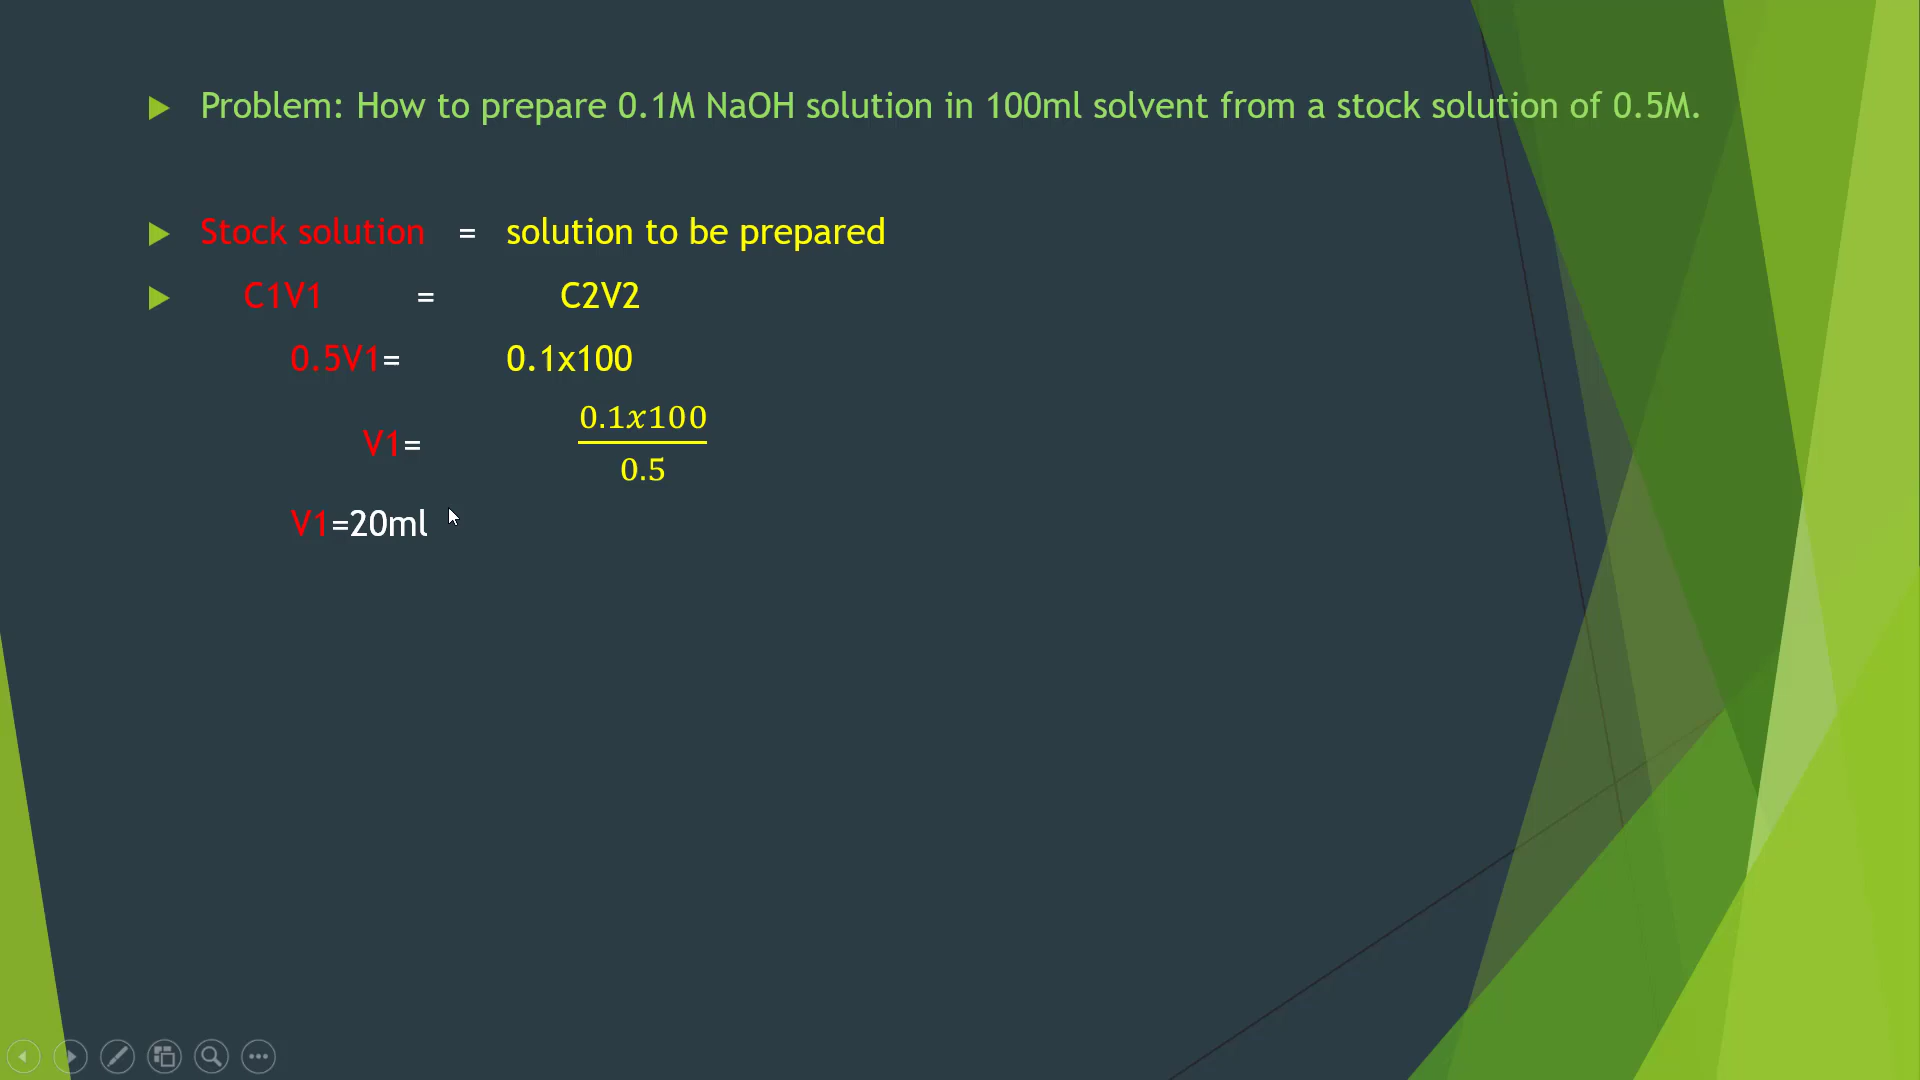 Problem: How to prepare 0.1M NaOH solution in 100ml solvent from a stock solution of 0.5M.
Stock solution = solution to be prepared
C1V1 = C2V2
0.5V1= 0.1x100
V1= 0.1x100
0.5
V1=20ml